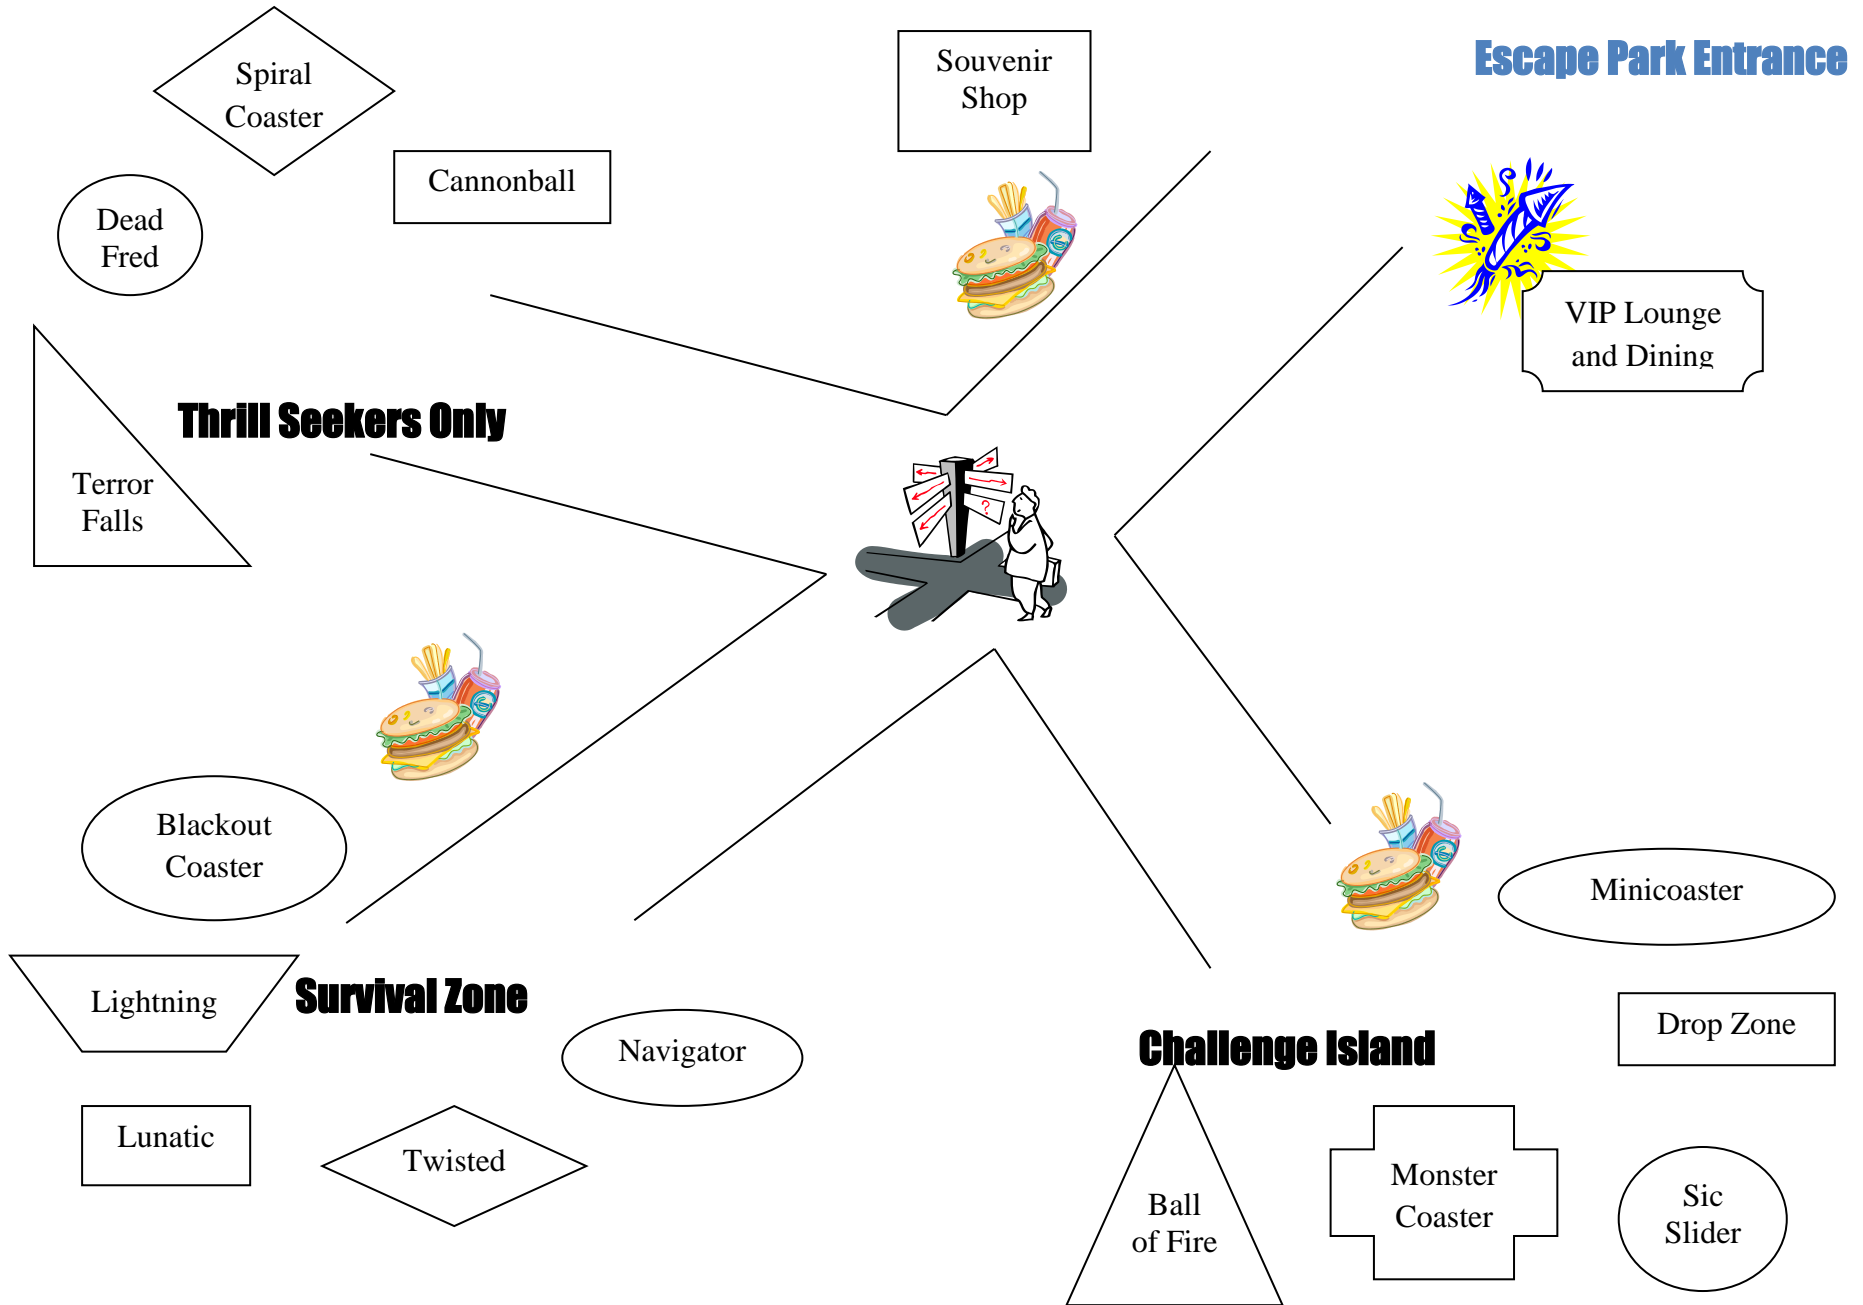 Escape Park Entrance
Spiral
Coaster
Souvenir
Shop
Cannonball
Dead
Fred
VIP Lounge
and Dining
Thrill Seekers Only
Terror
Falls
?
Blackout
Coaster
Minicoaster
Lightning
Survival Zone
Navigator
Drop Zone
Challenge Island
Lunatic
Twisted
Monster
Coaster
Ball
of Fire
Sic
Slider